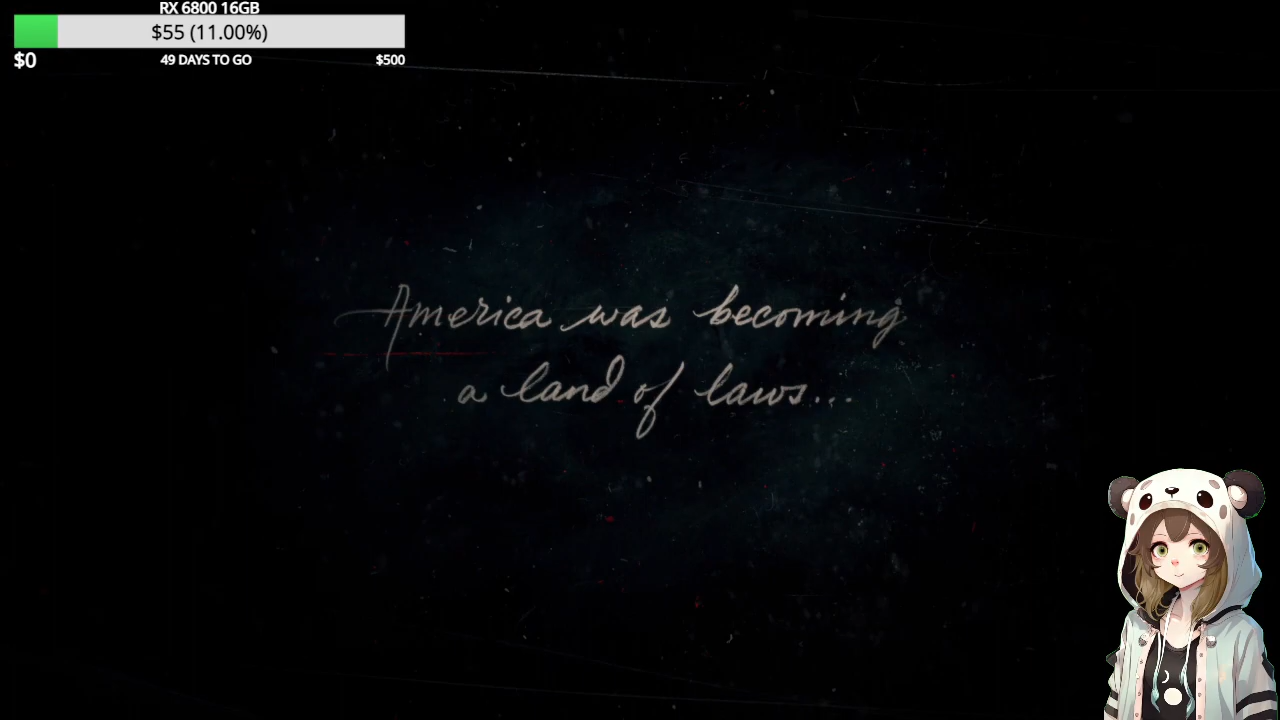 RX 6800 16GB
$55 (11.00%)
$0 49 DAYS TO GO $500
America was becoming
a land of laws...